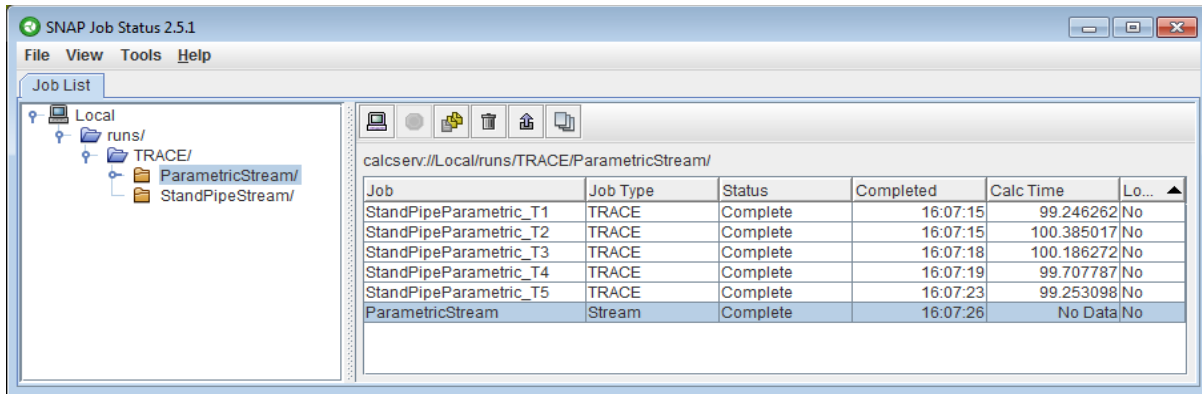 SNAP Job Status 2.5.1
File View Tools Help
Job List
Local
runs/
TRACE/
ParametricStream/
StandPipeStream/
calcserv://Local/runs/TRACE/ParametricStream/
Job Job Type Status Completed Calc Time Lo...
StandPipeParametric_T1 TRACE Complete 16:07:15 99.246262 No
StandPipeParametric_T2 TRACE Complete 16:07:15 100.385017 No
StandPipeParametric_T3 TRACE Complete 16:07:18 100.186272 No
StandPipeParametric_T4 TRACE Complete 16:07:19 99.707787 No
StandPipeParametric_T5 TRACE Complete 16:07:23 99.253098 No
ParametricStream Stream Complete 16:07:26 No Data No